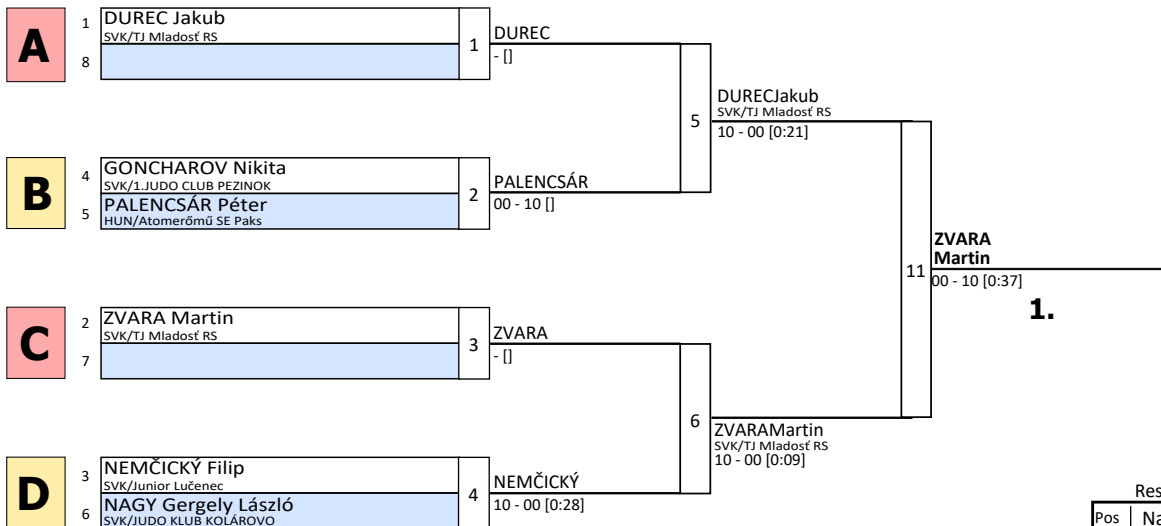 A
1
DUREC Jakub
SVK/TJ Mladosť RS
8
1
DUREC
- []
5
DURECJakub
SVK/TJ Mladosť RS
10 - 00 [0:21]
B
4
GONCHAROV Nikita
SVK/1.JUDO CLUB PEZINOK
5
PALENCSÁR Péter
HUN/Atomerőmű SE Paks
2
PALENCSÁR
00 - 10 []
11
ZVARA
Martin
00 - 10 [0:37]
1.
C
2
ZVARA Martin
SVK/TJ Mladosť RS
7
3
ZVARA
- []
6
ZVARAMartin
SVK/TJ Mladosť RS
10 - 00 [0:09]
D
3
NEMČICKÝ Filip
SVK/Junior Lučenec
6
NAGY Gergely László
SVK/JUDO KLUB KOLÁROVO
4
NEMČICKÝ
10 - 00 [0:28]
Res
Pos Na